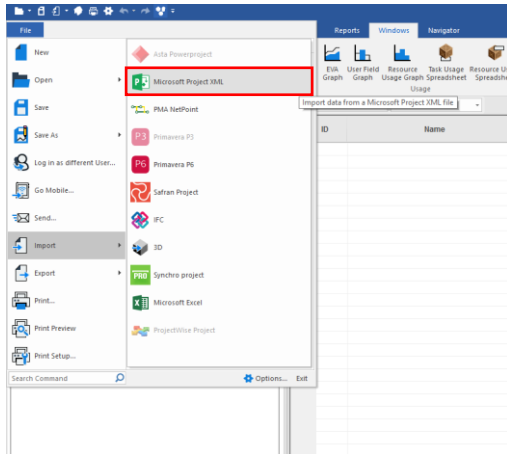 File
Reports Windows Navigator
New
Open
Save
Save As
Log in as different User...
Go Mobile...
Send...
Import
Export
Print...
Print Preview
Print Setup...
Search Command
Options... Exit
Asta Powerproject
Microsoft Project XML
PMA NetPoint
P3 Primavera P3
P6 Primavera P6
Safran Project
IFC
3D
PRO Synchro project
Microsoft Excel
ProjectWise Project
EVA Graph
User Field Graph
Resource Usage Graph
Task Usage Spreadsheet
Resource
Usage
Import data from a Microsoft Project XML file
ID Name